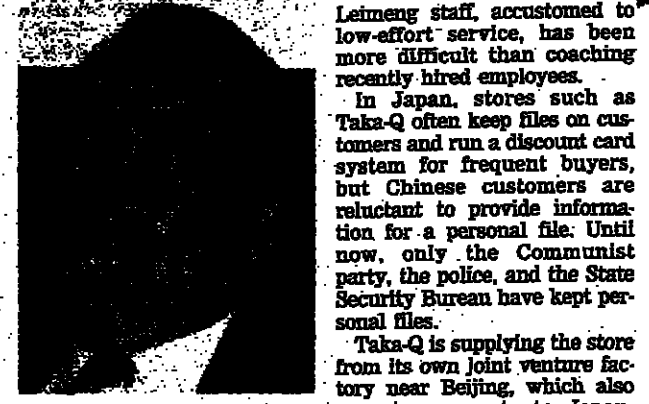 Leimeng staff, accustomed to
low-effort service, has been
more difficult than coaching
recently hired employees.
In Japan, stores such as
Taka-Q often keep files on cus-
tomers and run a discount card
system for frequent buyers,
but Chinese customers are
reluctant to provide informa-
tion for a personal file. Until
now, only the Communist
party, the police, and the State
Security Bureau have kept per-
sonal files.
Taka-Q is supplying the store
from its own joint venture fac-
tory near Beijing, which also